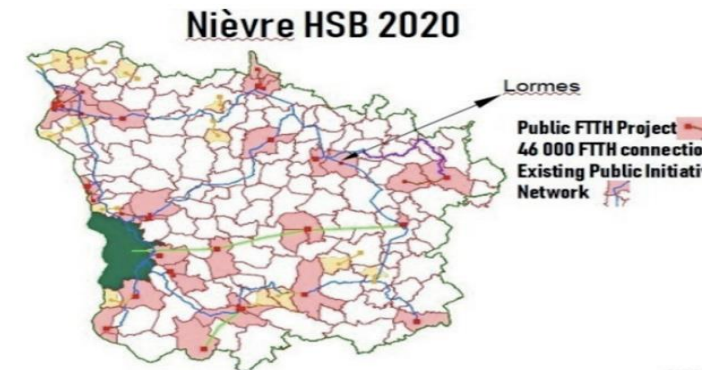 Nièvre HSB 2020
Lormes
Public FTTH Project
46 000 FTTH connectio
Existing Public Initiativ
Network